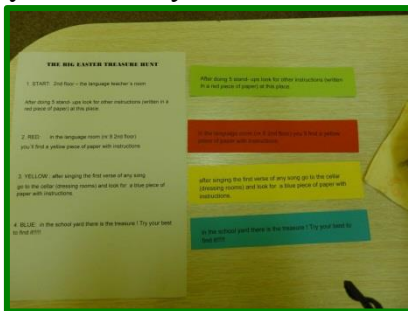 THE BIG EASTER TREASURE HUNT
1 START: 2nd floor – the language teacher's room
After doing 5 stand- ups look for other instructions (written in a
red piece of paper) at this place.
2. RED: in the language room (nr 6 2nd floor)
you'll find a yellow piece of paper with instructions.
3. YELLOW: after singing the first verse of any song
go to the cellar (dressing rooms) and look for a blue piece of
paper with instructions.
4. BLUE: in the school yard there is the treasure ! Try your best
to find it!!!!!
After doing 5 stand- ups look for other instructions (written
in a red piece of paper) at this place.
in the language room (nr 6 2nd floor) you'll find a yellow
piece of paper with instructions.
after singing the first verse of any song go to the cellar
(dressing rooms) and look for a blue piece of paper with
instructions.
in the school yard there is the treasure ! Try your best to
find it!!!!!